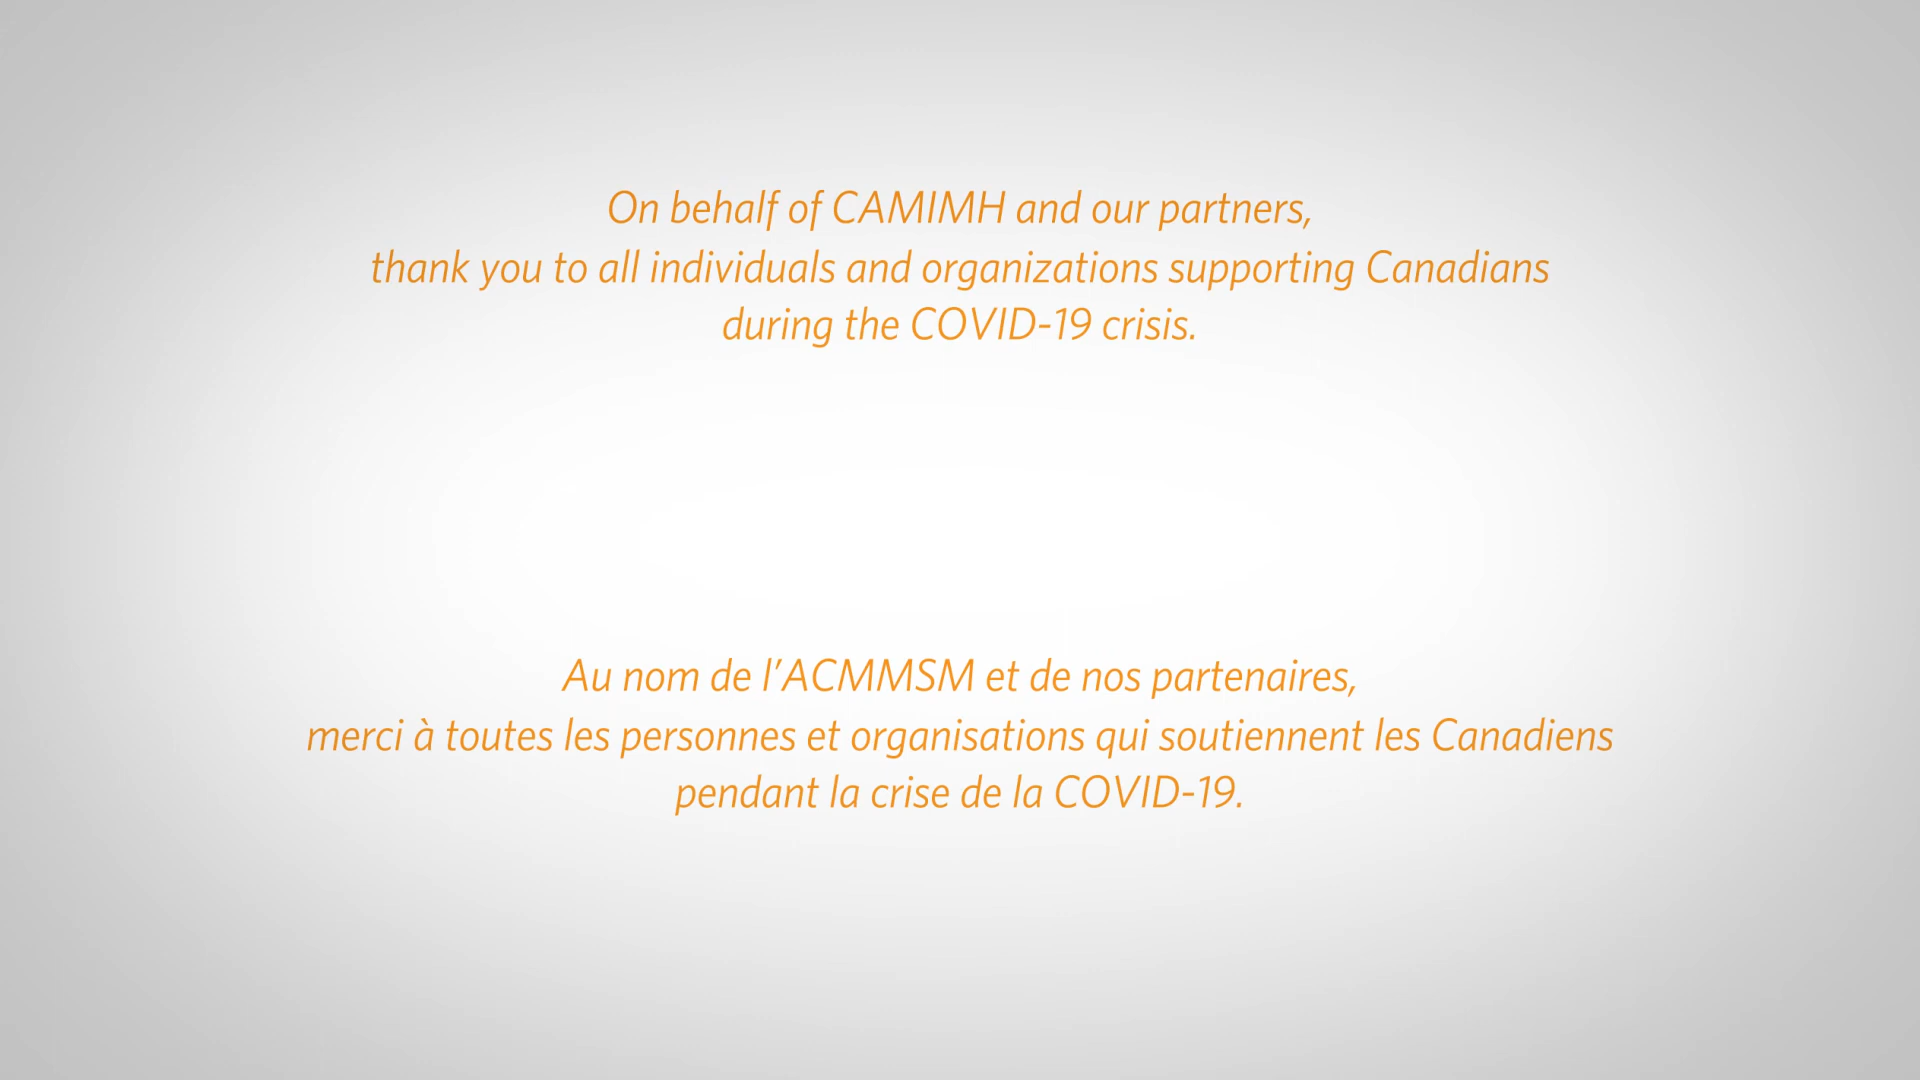 On behalf of CAMIMH and our partners,
thank you to all individuals and organizations supporting Canadians
during the COVID-19 crisis.
Au nom de l’ACMMSM et de nos partenaires,
merci à toutes les personnes et organisations qui soutiennent les Canadiens
pendant la crise de la COVID-19.